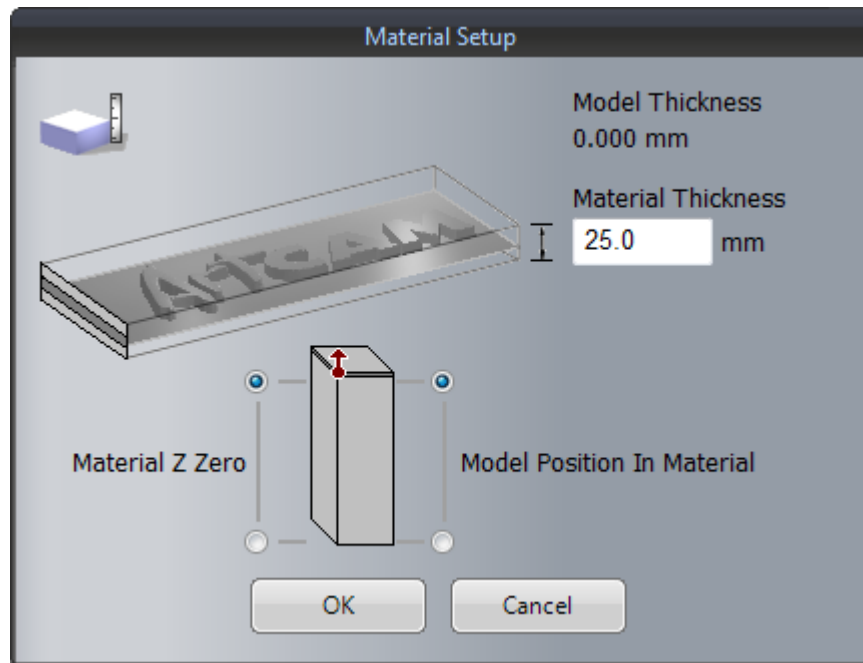 Material Setup
Model Thickness
0.000 mm
Material Thickness
25.0 mm
ArtCAM
Material Z Zero
Model Position In Material
OK
Cancel